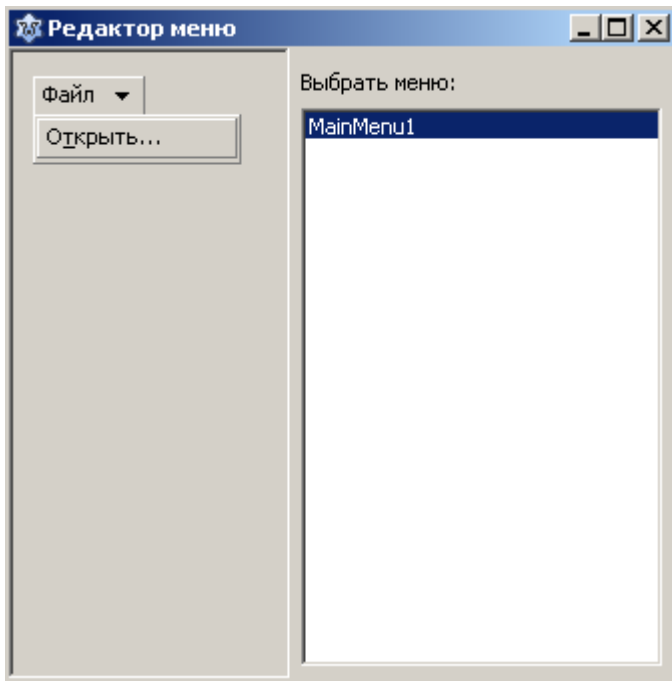 Редактор меню
Файл
Открыть...
Выбрать меню:
MainMenu1